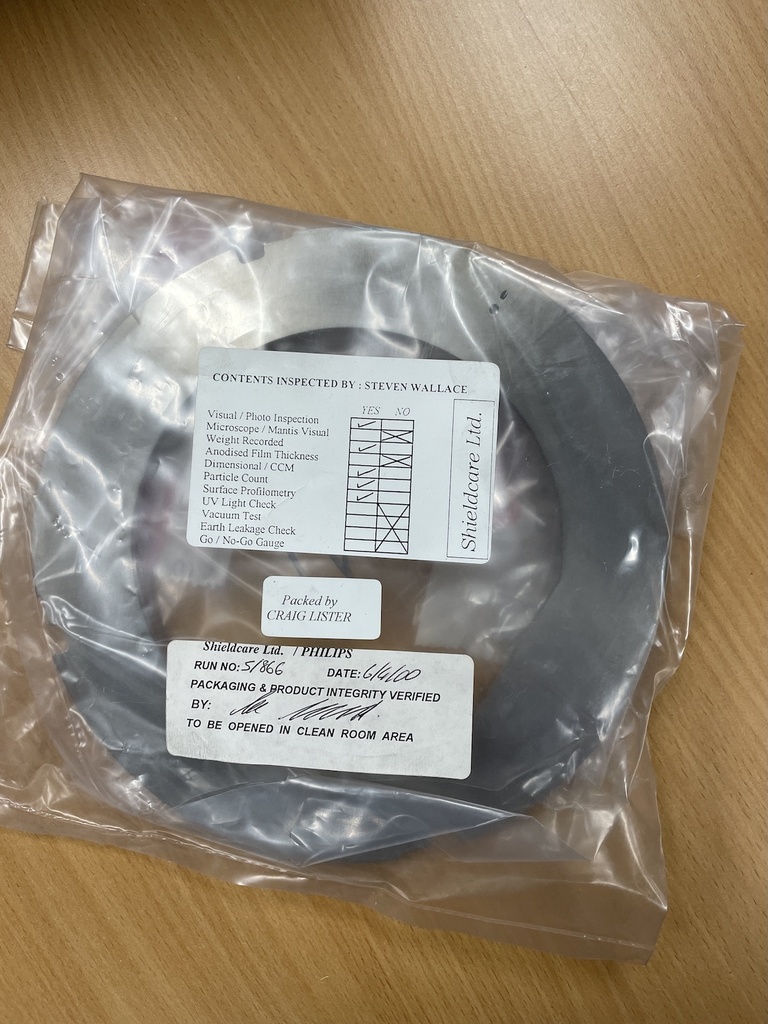 CONTENTS INSPECTED BY : STEVEN WALLACE
YES NO
Visual / Photo Inspection
Microscope / Mantis Visual
Weight Recorded
Anodised Film Thickness
Dimensional / CCM
Particle Count
Surface Profilometry
UV Light Check
Vacuum Test
Earth Leakage Check
Go / No-Go Gauge
Shieldcare Ltd.
Packed by
CRAIG LISTER
Shieldcare Ltd. / PHILIPS
RUN NO: 5/866 DATE: 6/6/00
PACKAGING & PRODUCT INTEGRITY VERIFIED
BY:
TO BE OPENED IN CLEAN ROOM AREA